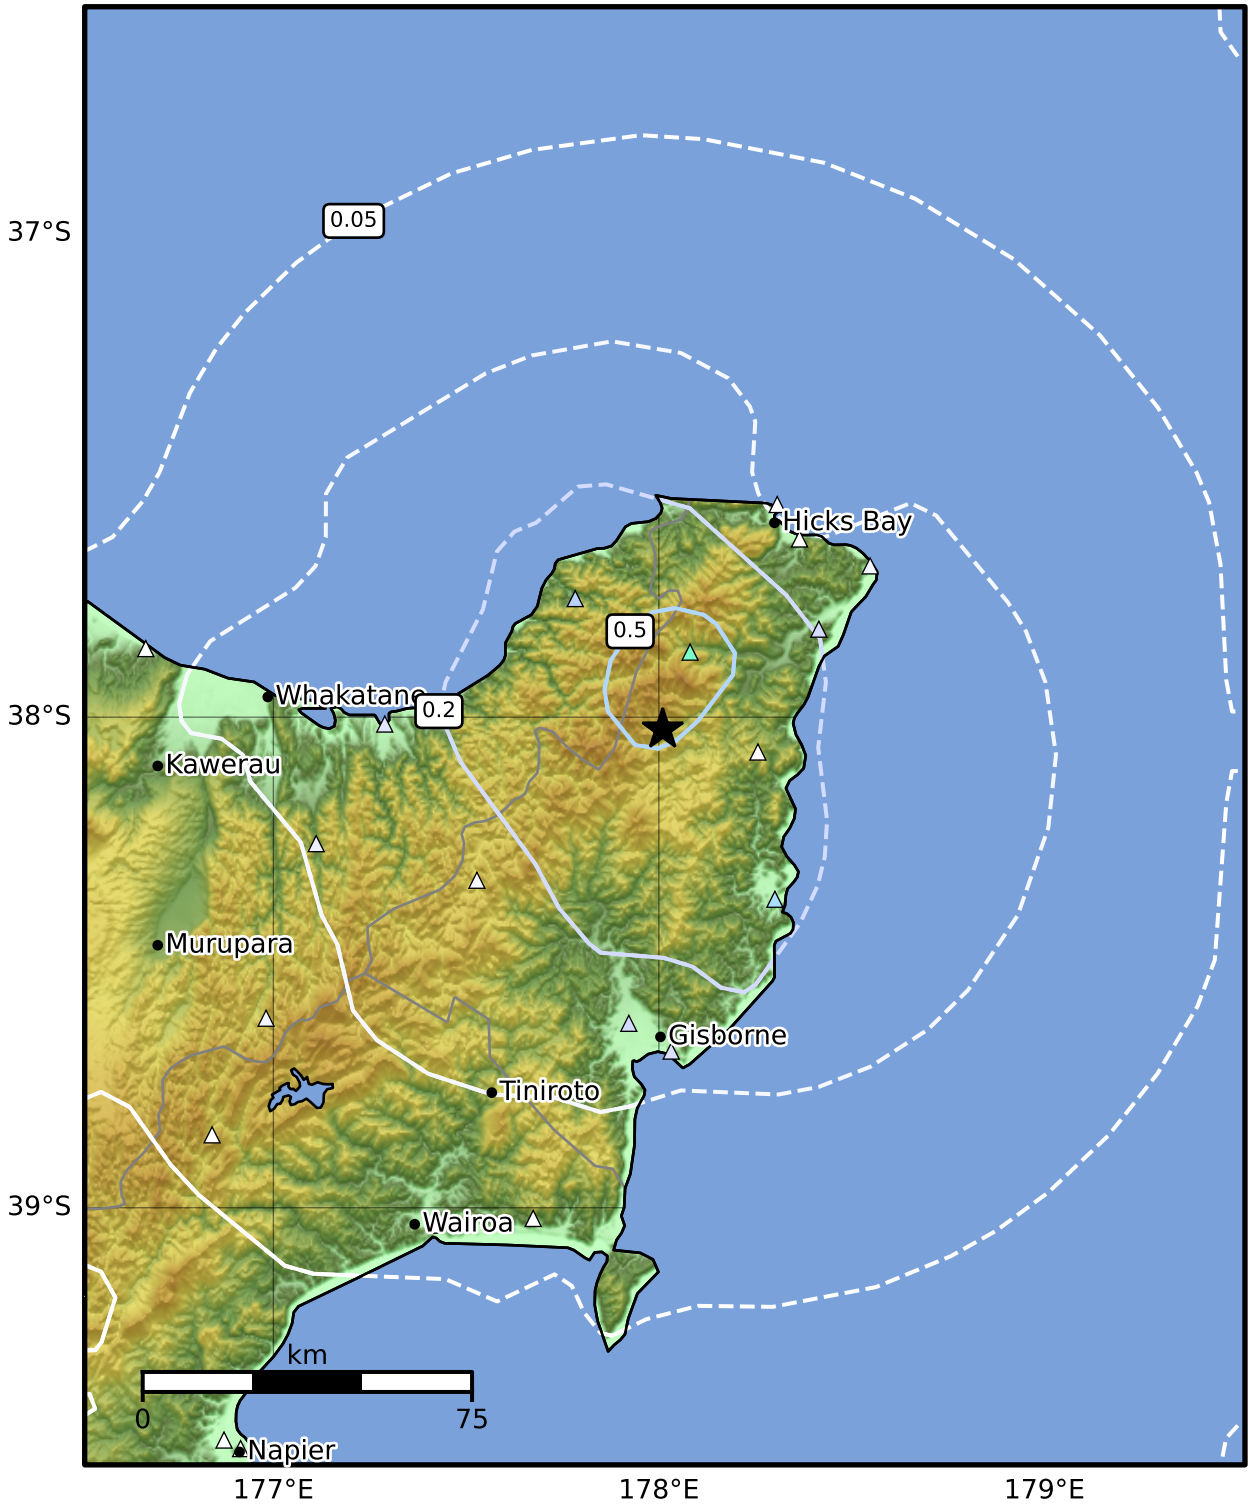 0.05
37°S
Hicks Bay
0.5
Whakatane
0.2
38°S
Kawerau
Murupara
Gisborne
Tiniroto
39°S
Wairoa
km
0 75
Napier
177°E 178°E 179°E